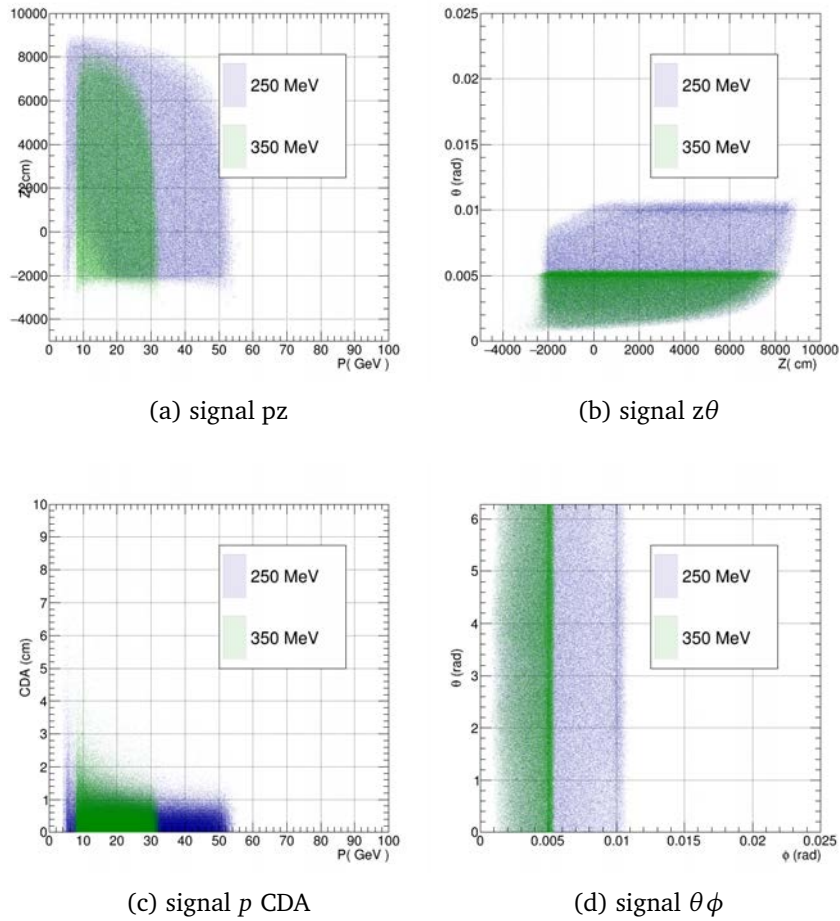 10000
8000
6000
4000
2000
0
−2000
−4000
Z( cm)
250 MeV
350 MeV
0 10 20 30 40 50 60 70 80 90 100
P( GeV )
(a) signal pz
0.025
0.02
0.015
0.01
0.005
0
θ (rad)
250 MeV
350 MeV
−4000 −2000 0 2000 4000 6000 8000 10000
Z( cm)
(b) signal zθ
10
9
8
7
6
5
4
3
2
1
0
CDA (cm)
250 MeV
350 MeV
0 10 20 30 40 50 60 70 80 90 100
P( GeV )
(c) signal p CDA
6
5
4
3
2
1
0
θ (rad)
250 MeV
350 MeV
0 0.005 0.01 0.015 0.02 0.025
ϕ (rad)
(d) signal θϕ